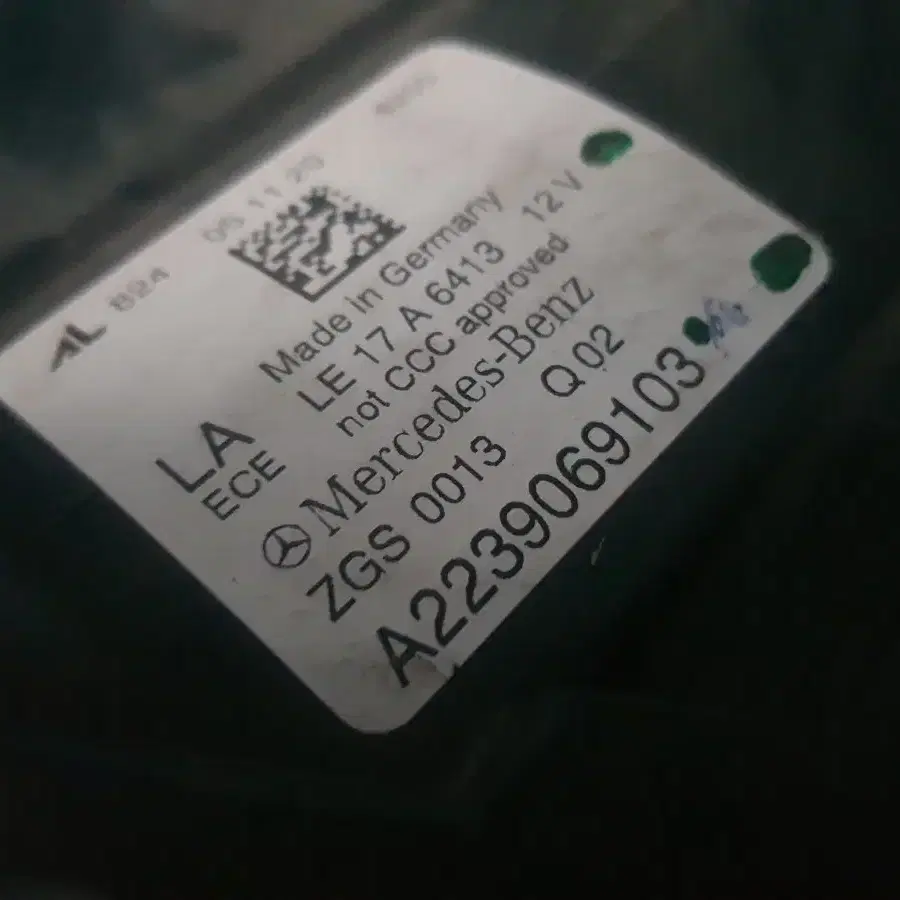 AL 824 05.11.20
Made in Germany
LA LE 17 A 6413 12 V
ECE not CCC approved
Mercedes-Benz
ZGS 0013 Q02
A2239069103